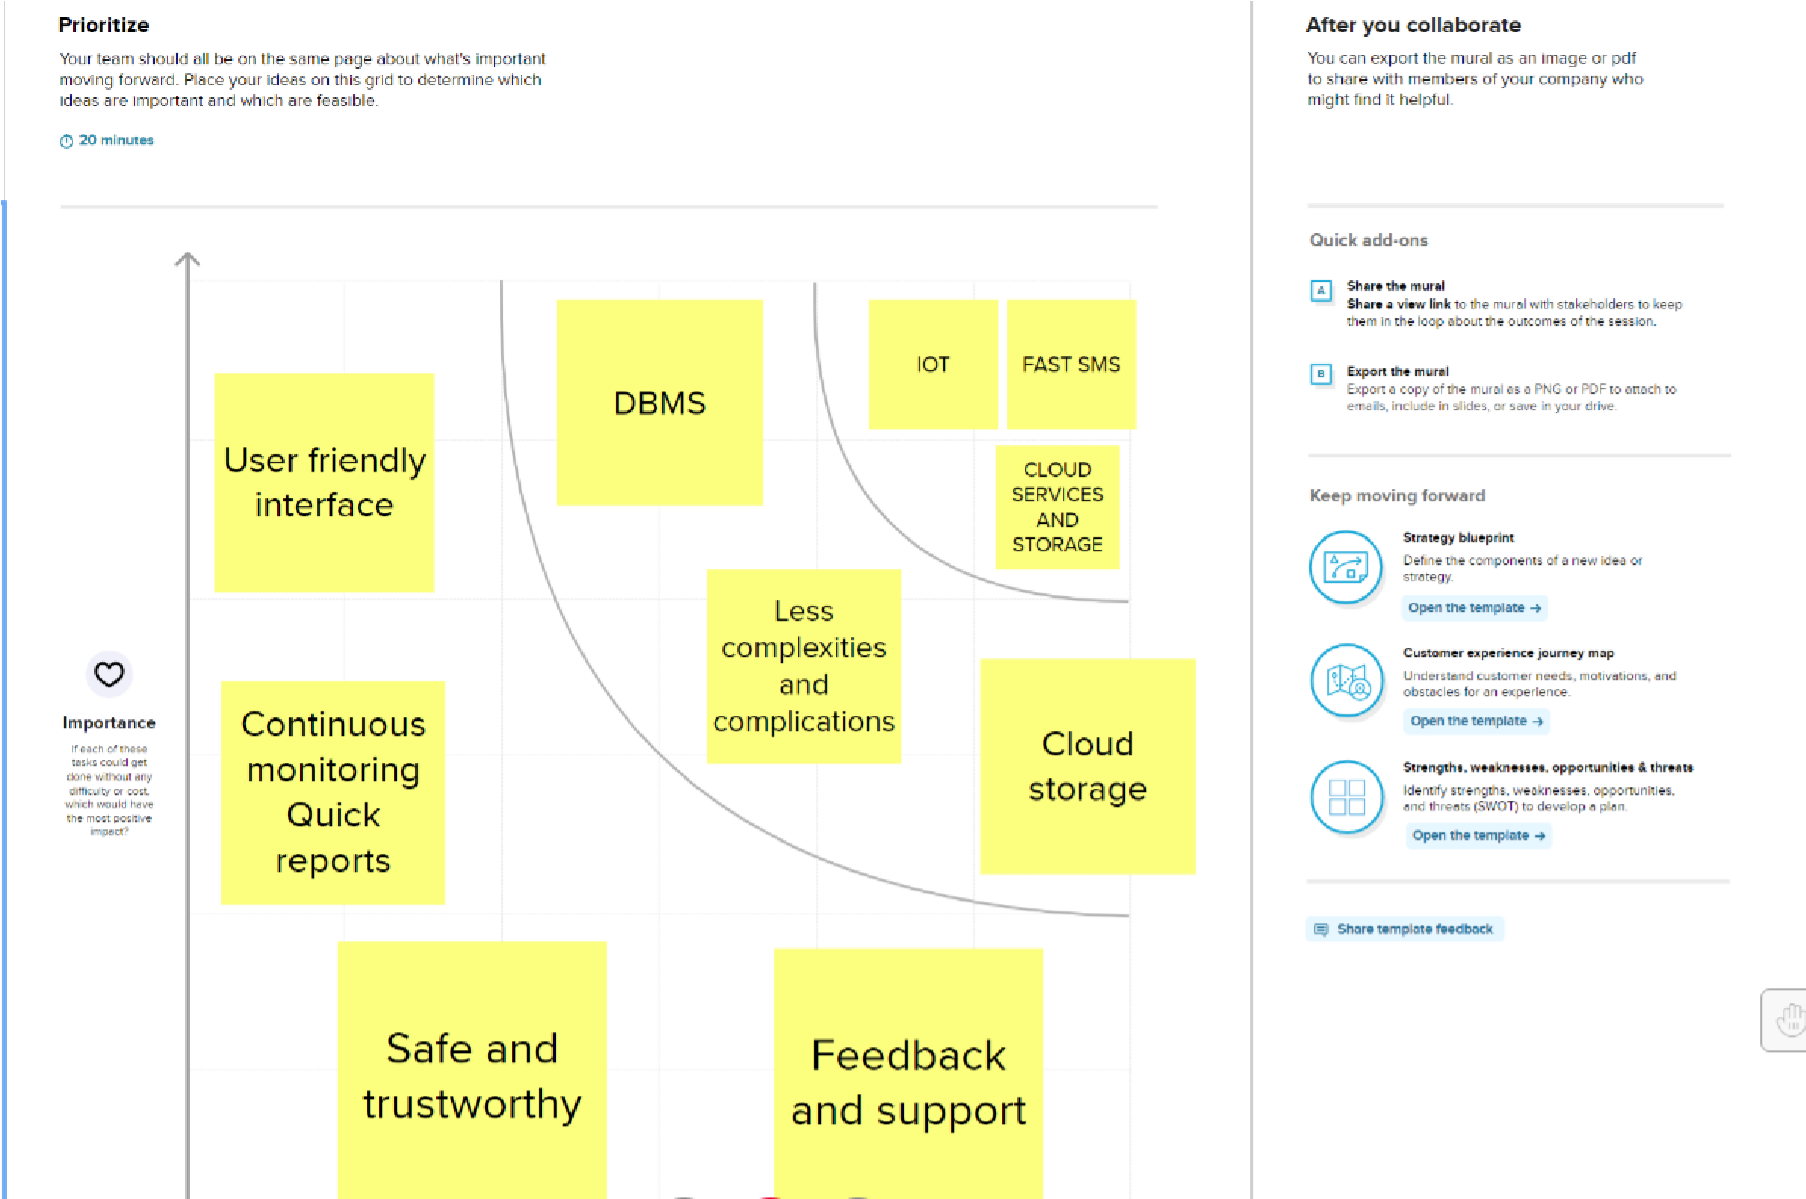 Prioritize
Your team should all be on the same page about what's important
moving forward. Place your ideas on this grid to determine which
ideas are important and which are feasible.
20 minutes
User friendly
interface
DBMS
IOT
FAST SMS
CLOUD
SERVICES
AND
STORAGE
Less
complexities
and
complications
Cloud
storage
Importance
If each of these
tasks could get
done without any
difficulty or cost,
which would have
the most positive
impact?
Continuous
monitoring
Quick
reports
Safe and
trustworthy
Feedback
and support
After you collaborate
You can export the mural as an image or pdf
to share with members of your company who
might find it helpful.
Quick add-ons
A
Share the mural
Share a view link to the mural with stakeholders to keep
them in the loop about the outcomes of the session.
B
Export the mural
Export a copy of the mural as a PNG or PDF to attach to
emails, include in slides, or save in your drive.
Keep moving forward
Strategy blueprint
Define the components of a new idea or
strategy.
Open the template →
Customer experience journey map
Understand customer needs, motivations, and
obstacles for an experience.
Open the template →
Strengths, weaknesses, opportunities & threats
Identify strengths, weaknesses, opportunities,
and threats (SWOT) to develop a plan.
Open the template →
Share template feedback